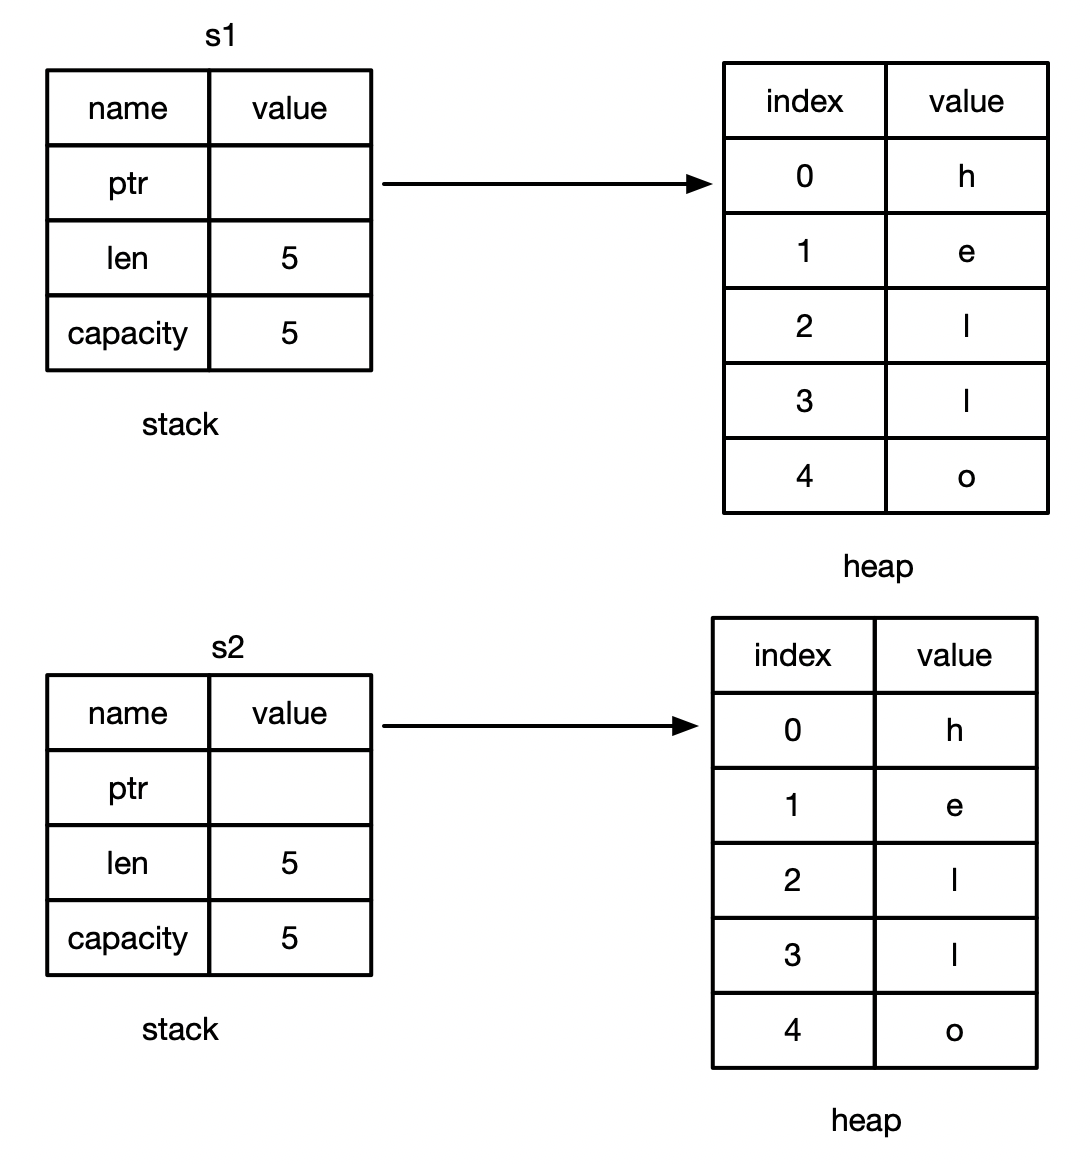 s1
name value
ptr
len 5
capacity 5
stack
index value
0 h
1 e
2 l
3 l
4 o
heap
s2
name value
ptr
len 5
capacity 5
stack
index value
0 h
1 e
2 l
3 l
4 o
heap